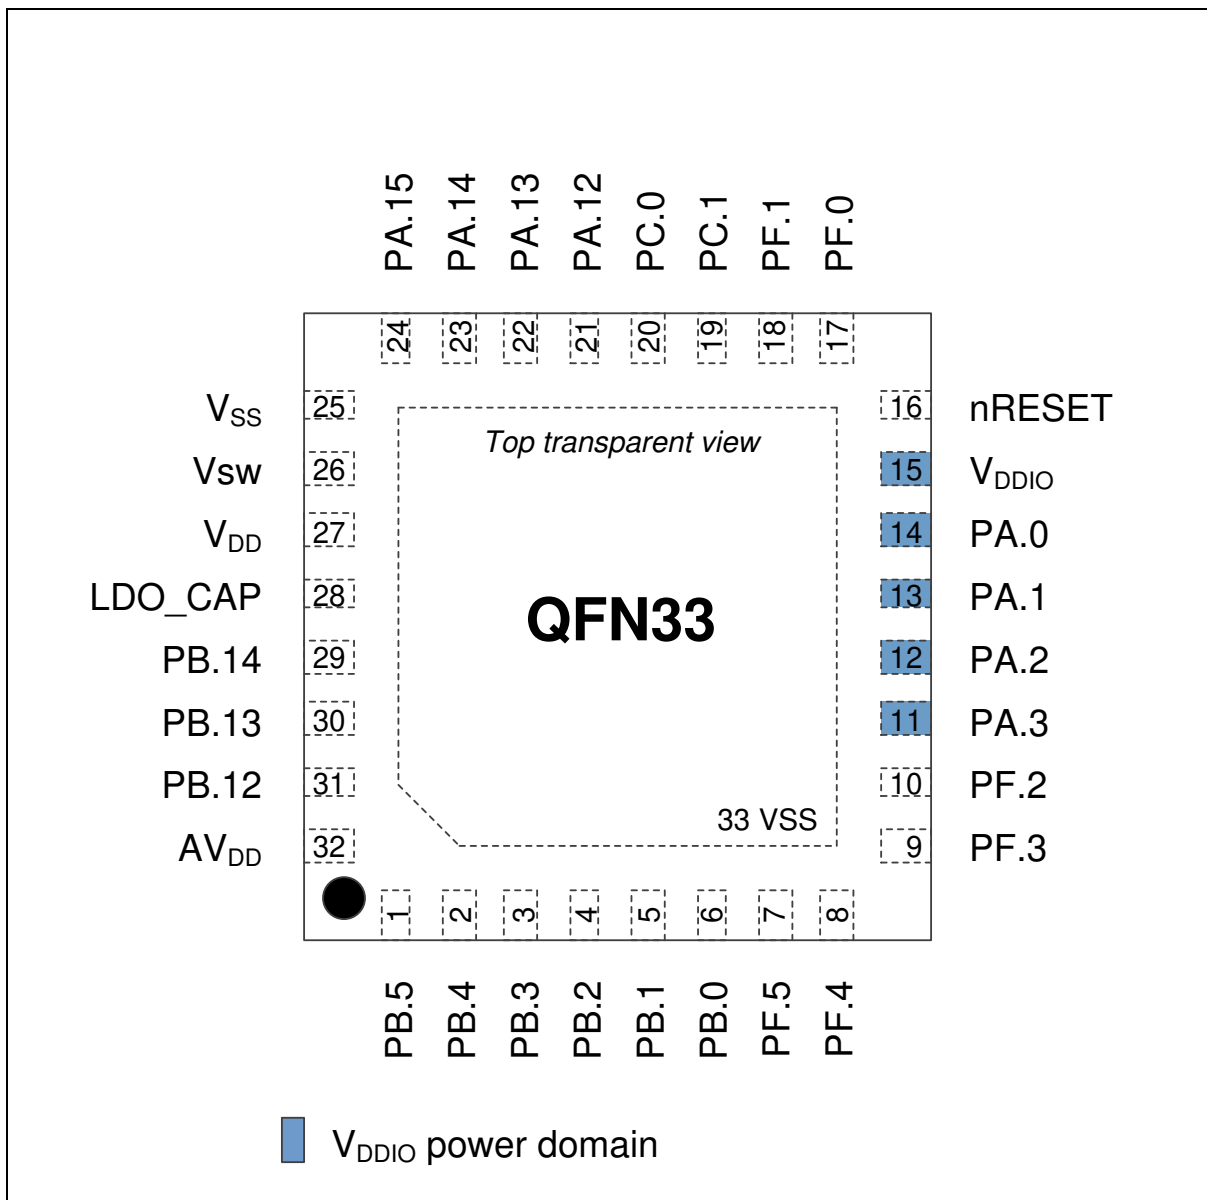 PA.15 PA.14 PA.13 PA.12 PC.0 PC.1 PF.1 PF.0
24 23 22 21 20 19 18 17
VSS 25 16 nRESET
Top transparent view
Vsw 26 15 VDDIO
VDD 27 14 PA.0
LDO_CAP 28 13 PA.1
QFN33
PB.14 29 12 PA.2
PB.13 30 11 PA.3
PB.12 31 10 PF.2
33 VSS
AVDD 32 9 PF.3
1 2 3 4 5 6 7 8
PB.5 PB.4 PB.3 PB.2 PB.1 PB.0 PF.5 PF.4
VDDIO power domain